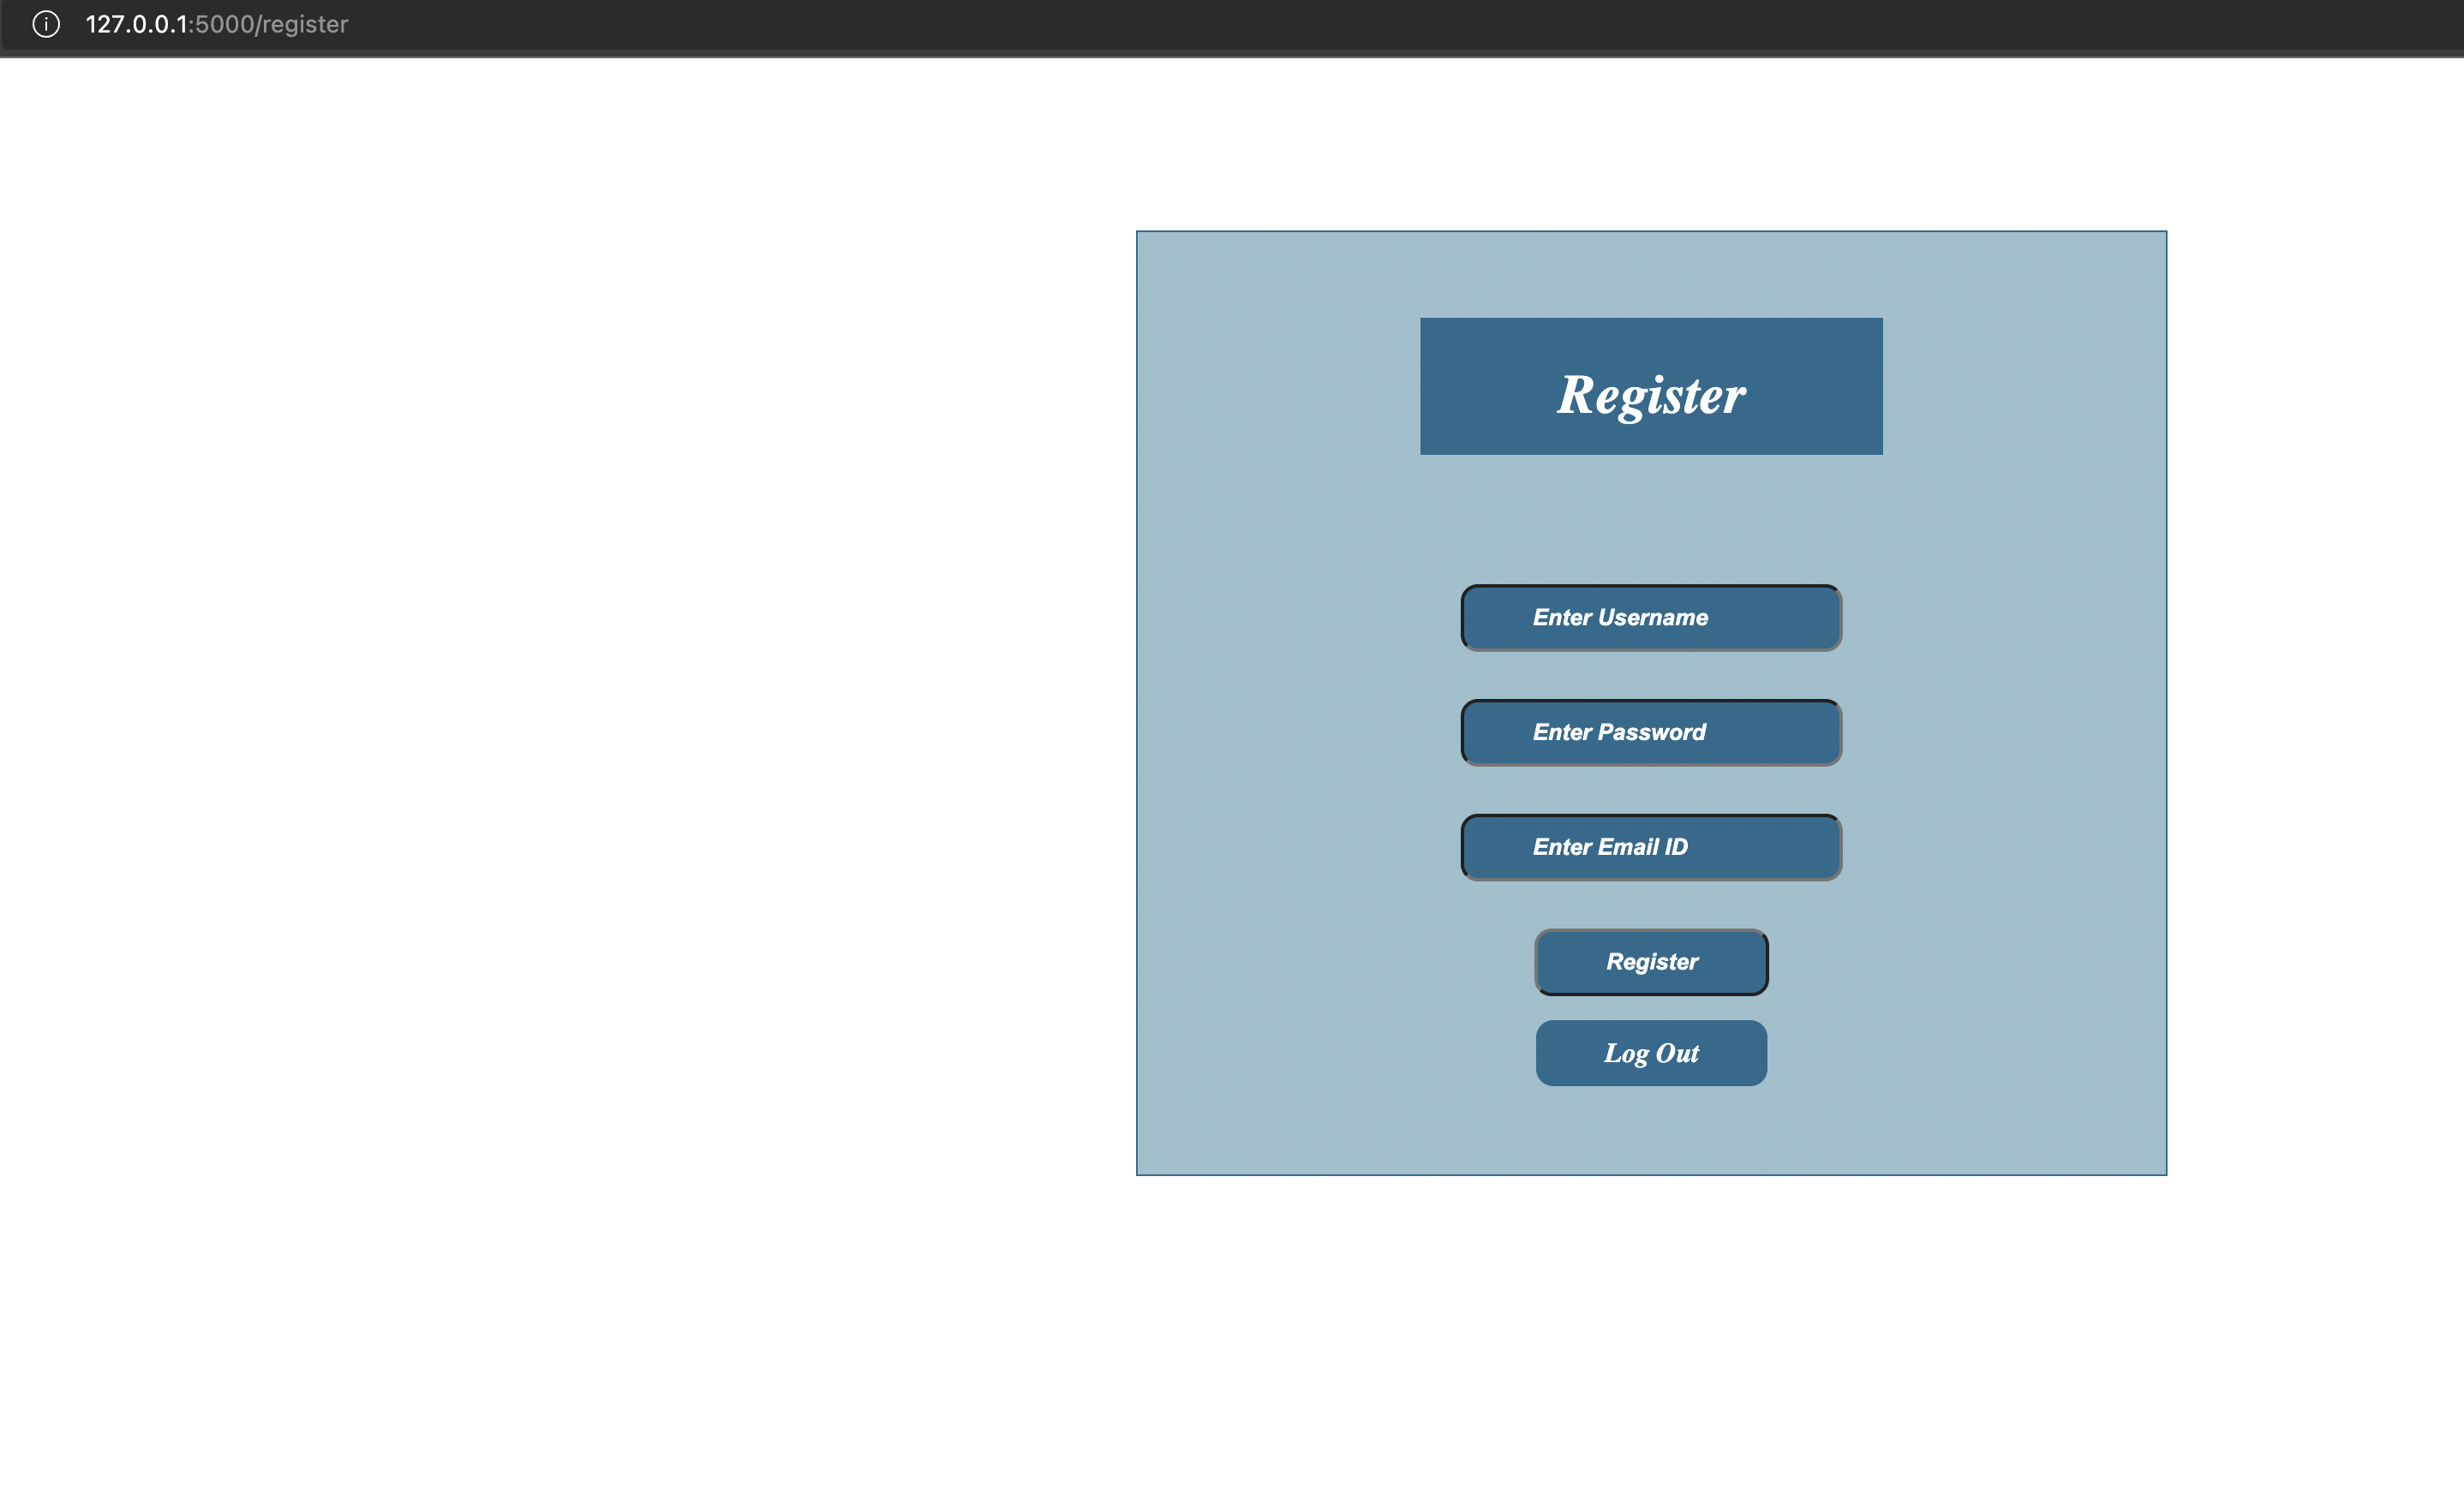 127.0.0.1:5000/register
Register
Enter Username
Enter Password
Enter Email ID
Register
Log Out